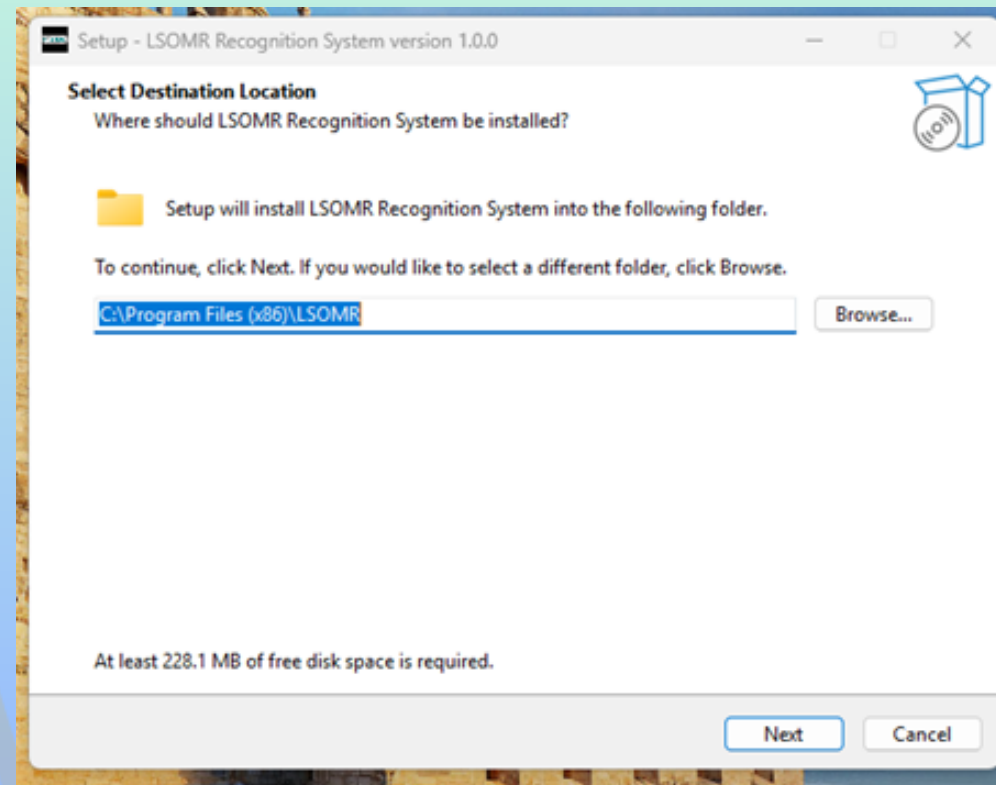 Setup - LSOMR Recognition System version 1.0.0
Select Destination Location
Where should LSOMR Recognition System be installed?
Setup will install LSOMR Recognition System into the following folder.
To continue, click Next. If you would like to select a different folder, click Browse.
C:\Program Files (x86)\LSOMR
Browse...
At least 228.1 MB of free disk space is required.
Next
Cancel